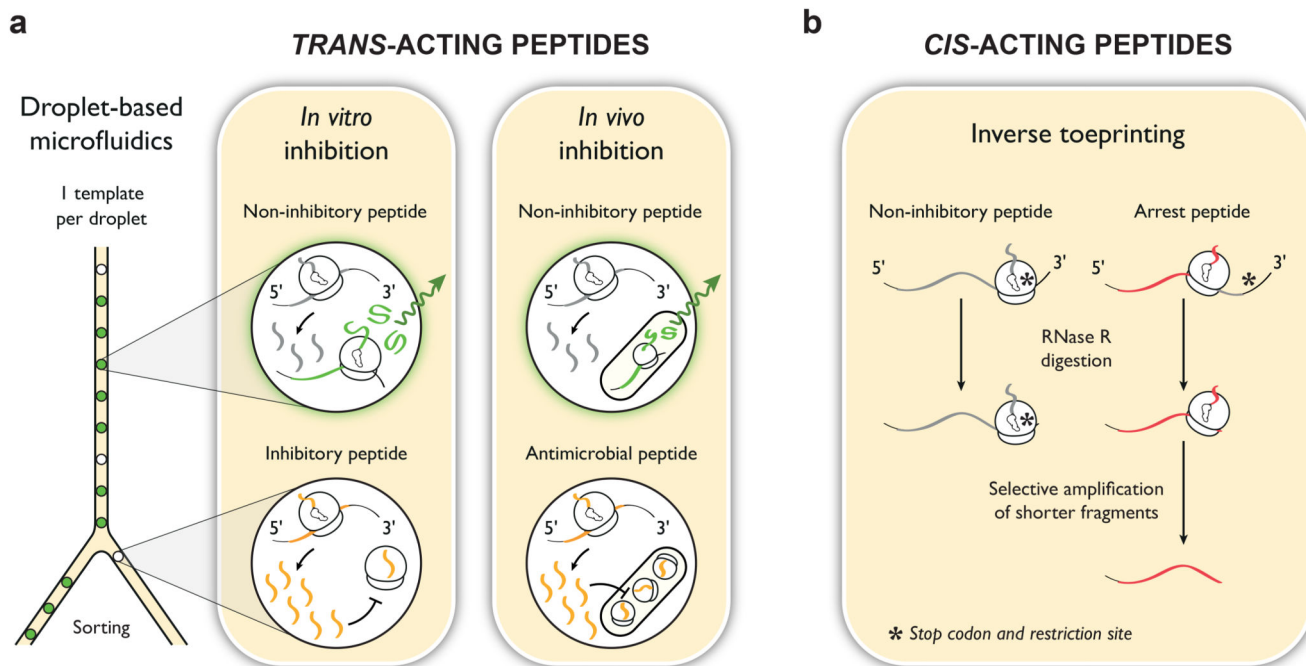 a
TRANS-ACTING PEPTIDES
Droplet-based
microfluidics
1 template
per droplet
Sorting
In vitro
inhibition
Non-inhibitory peptide
5'
3'
Inhibitory peptide
5'
3'
In vivo
inhibition
Non-inhibitory peptide
5'
3'
Antimicrobial peptide
5'
3'
b
CIS-ACTING PEPTIDES
Inverse toeprinting
Non-inhibitory peptide
Arrest peptide
5'
*
3'
5'
*
3'
RNase R
digestion
*
Selective amplification
of shorter fragments
* Stop codon and restriction site